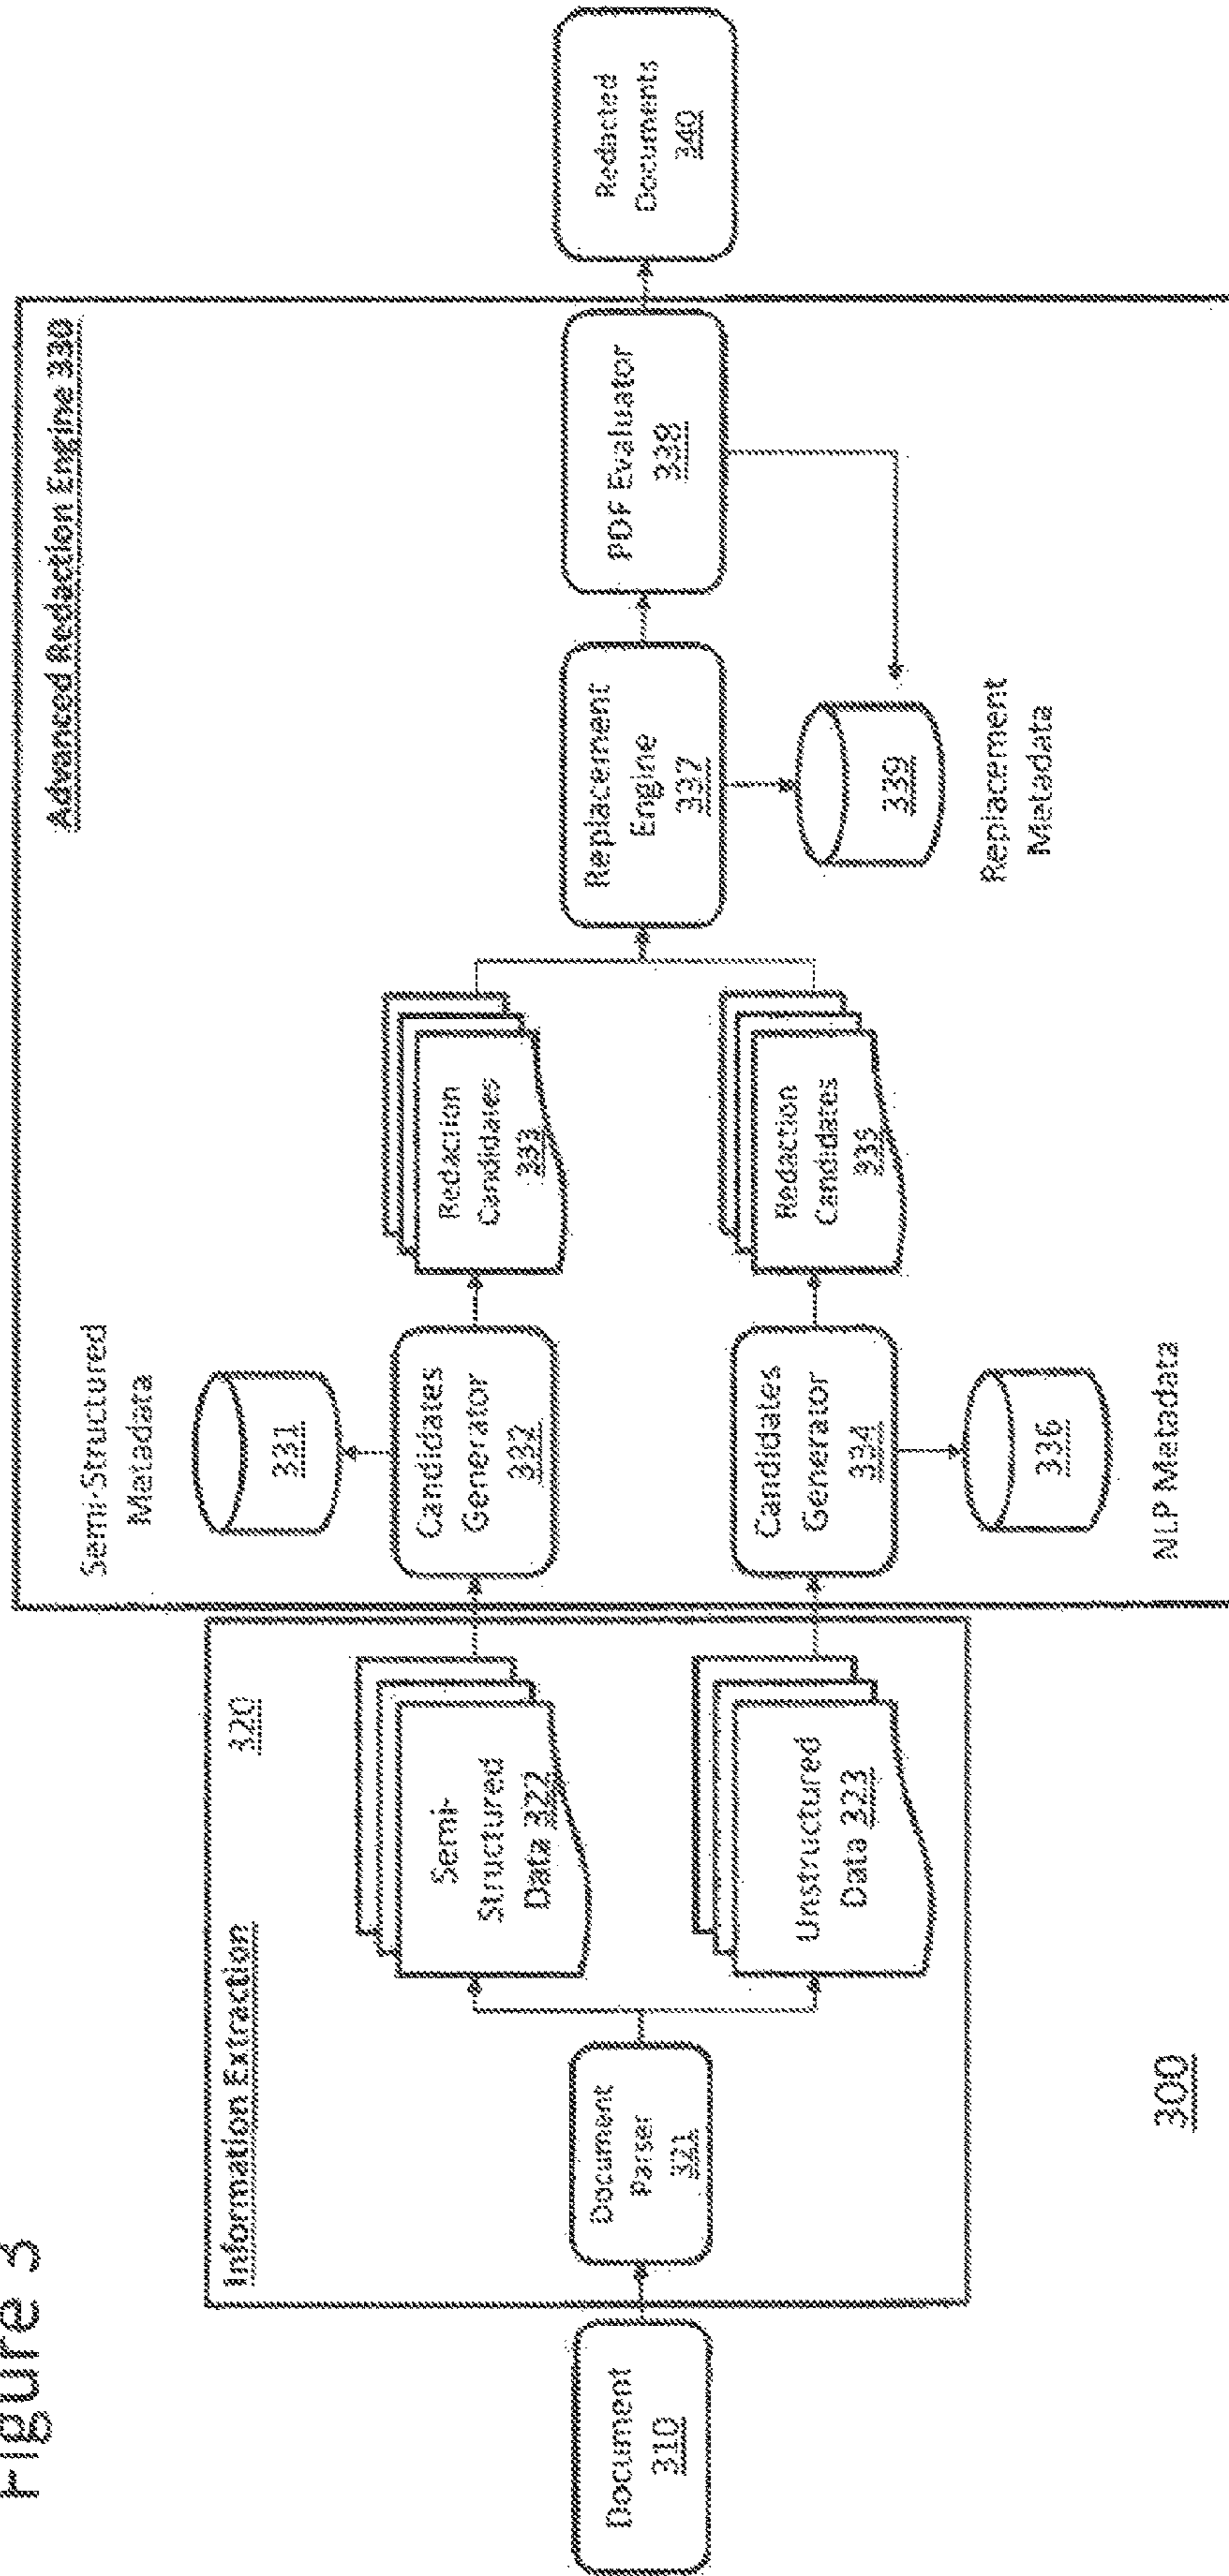 Figure 3
Document
310
Information Extraction
320
Document
Parser
321
Semi-
Structured
Data 322
Unstructured
Data 323
Advanced Redaction Engine 330
Semi-Structured
Metadata
331
Candidates
Generator
332
Redaction
Candidates
333
Candidates
Generator
334
Redaction
Candidates
335
336
NLP Metadata
Replacement
Engine
337
PDF Evaluator
338
339
Replacement
Metadata
Redacted
Documents
340
300